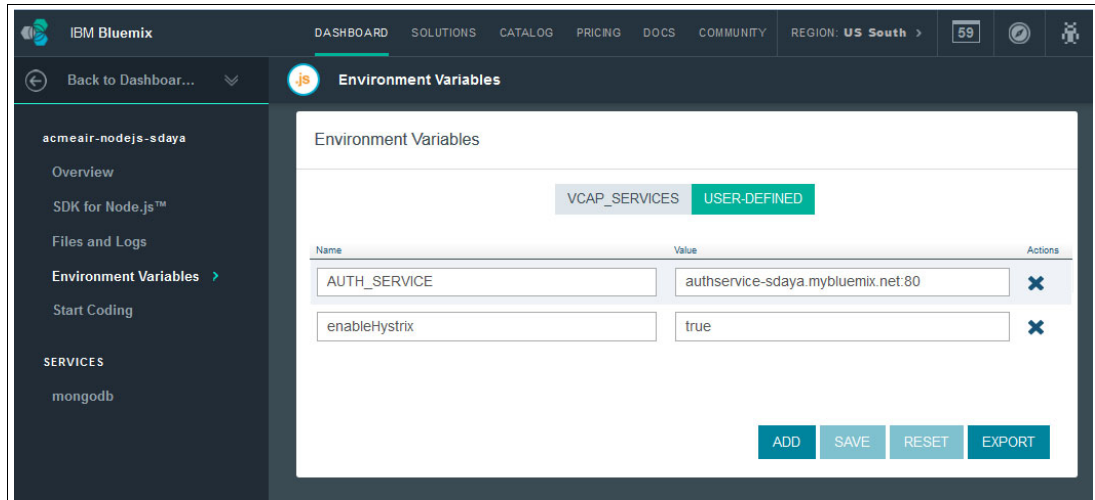 IBM Bluemix
DASHBOARD SOLUTIONS CATALOG PRICING DOCS COMMUNITY REGION: US South > 59
Back to Dashboar...
.js Environment Variables
acmeair-nodejs-sdaya
Overview
SDK for Node.js™
Files and Logs
Environment Variables >
Start Coding
SERVICES
mongodb
Environment Variables
VCAP_SERVICES USER-DEFINED
Name Value Actions
AUTH_SERVICE authservice-sdaya.mybluemix.net:80
enableHystrix true
ADD SAVE RESET EXPORT